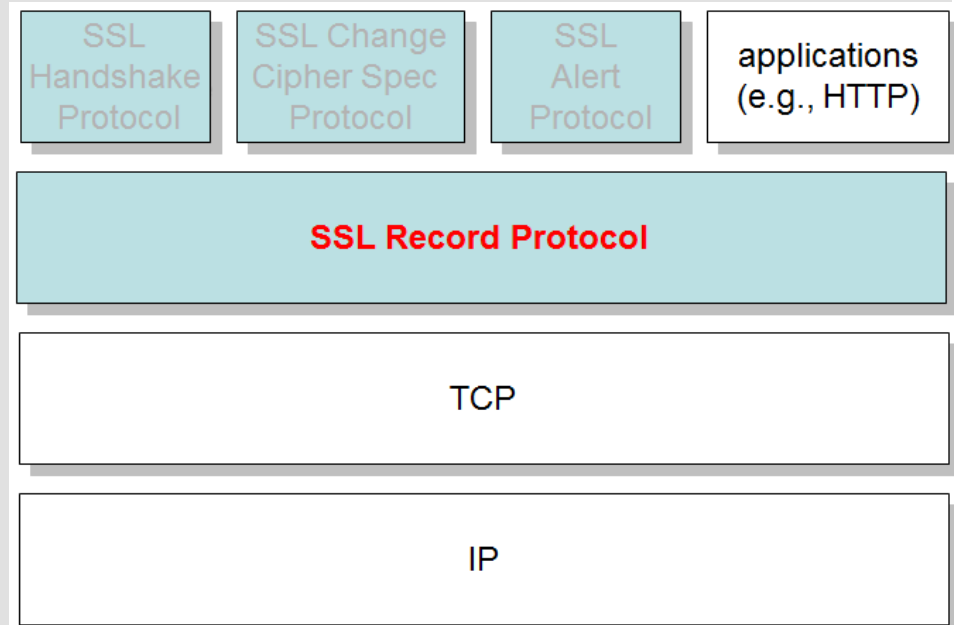 SSL
Handshake
Protocol
SSL Change
Cipher Spec
Protocol
SSL
Alert
Protocol
applications
(e.g., HTTP)
SSL Record Protocol
TCP
IP